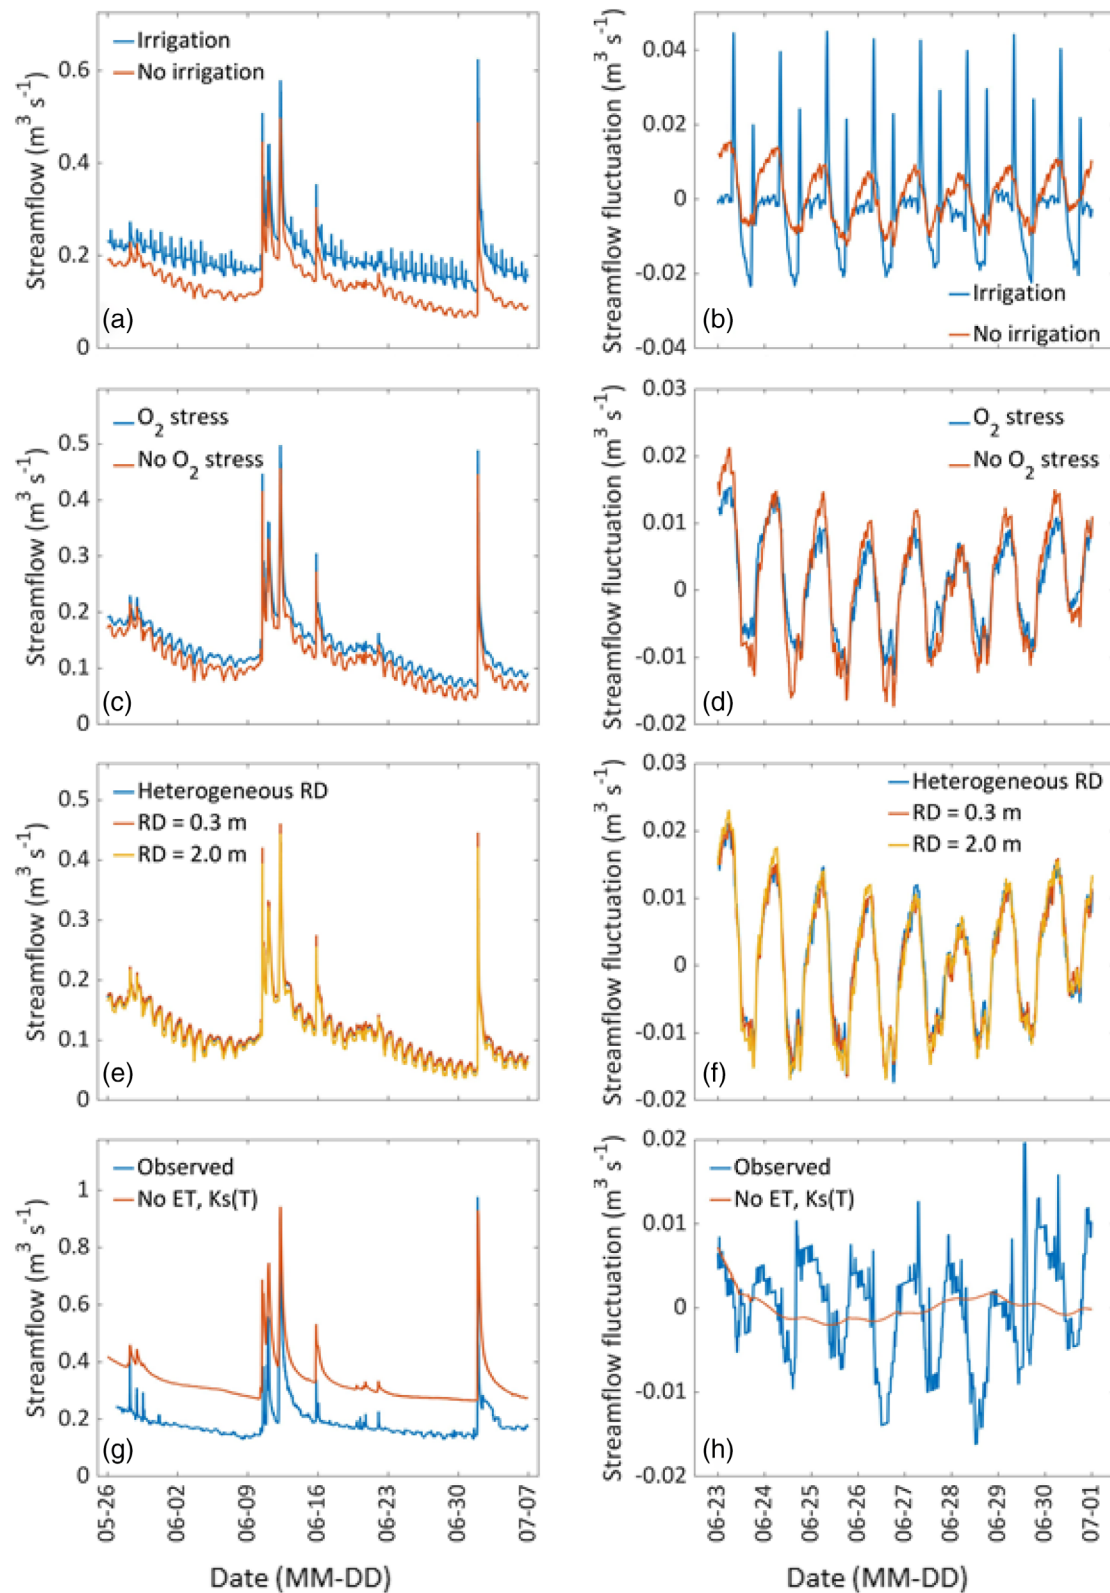 Irrigation
No irrigation
Streamflow (m³ s⁻¹)
0.6
0.4
0.2
0
(a)
Streamflow fluctuation (m³ s⁻¹)
0.04
0.02
0
-0.02
-0.04
(b)
Irrigation
No irrigation
O₂ stress
No O₂ stress
Streamflow (m³ s⁻¹)
0.5
0.4
0.3
0.2
0.1
0
(c)
O₂ stress
No O₂ stress
Streamflow fluctuation (m³ s⁻¹)
0.03
0.02
0.01
0
-0.01
-0.02
(d)
Heterogeneous RD
RD = 0.3 m
RD = 2.0 m
Streamflow (m³ s⁻¹)
0.5
0.4
0.3
0.2
0.1
0
(e)
Heterogeneous RD
RD = 0.3 m
RD = 2.0 m
Streamflow fluctuation (m³ s⁻¹)
0.03
0.02
0.01
0
-0.01
-0.02
(f)
Observed
No ET, Ks(T)
Streamflow (m³ s⁻¹)
1
0.8
0.6
0.4
0.2
0
(g)
05-26
06-02
06-09
06-16
06-23
06-30
07-07
Date (MM-DD)
Observed
No ET, Ks(T)
Streamflow fluctuation (m³ s⁻¹)
0.02
0.01
0
-0.01
-0.02
(h)
06-23
06-24
06-25
06-26
06-27
06-28
06-29
06-30
07-01
Date (MM-DD)